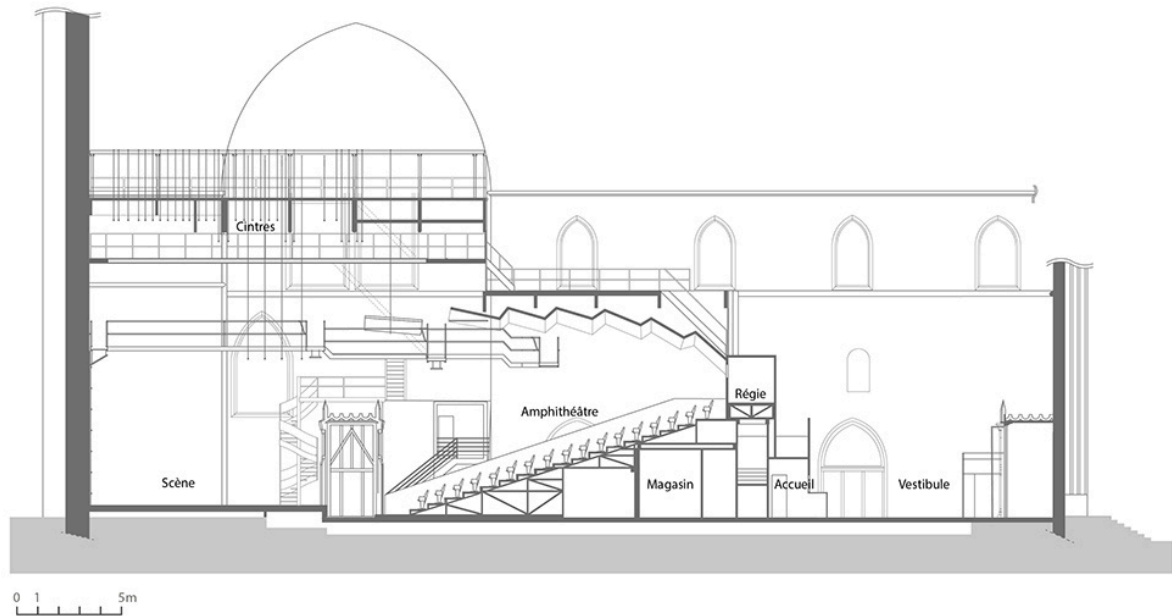 Cintres
Régie
Amphithéâtre
Scène
Magasin
Accueil
Vestibule
0 1 5m